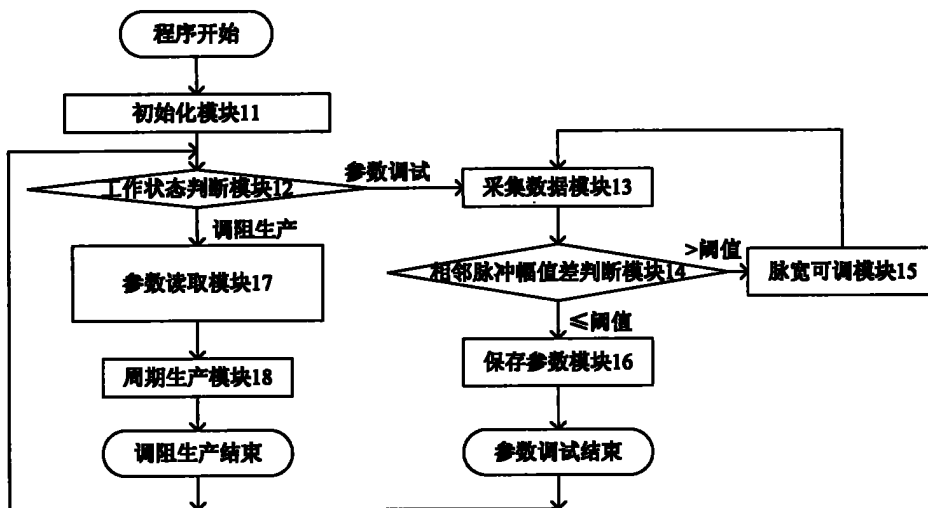 程序开始
初始化模块11
工作状态判断模块12
参数调试
采集数据模块13
调阻生产
相邻脉冲幅值差判断模块14
>阈值
脉宽可调模块15
参数读取模块17
≤阈值
保存参数模块16
周期生产模块18
调阻生产结束
参数调试结束